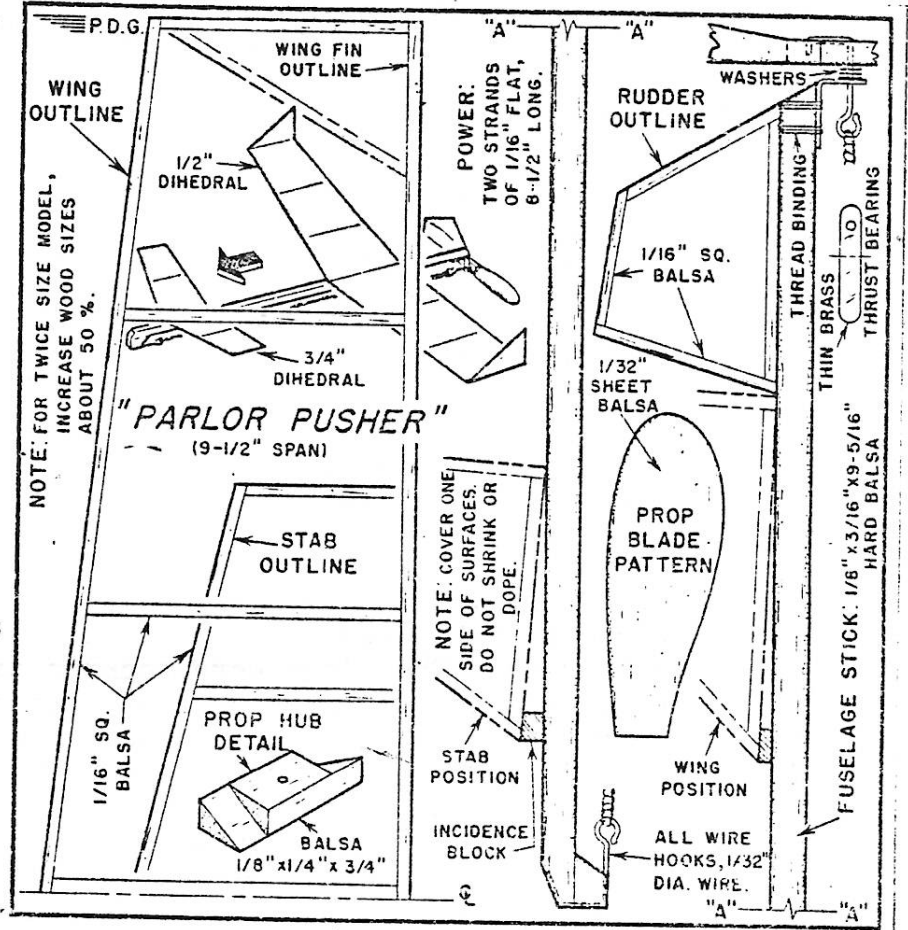 P.D.G.
WING FIN
OUTLINE
WING
OUTLINE
1/2"
DIHEDRAL
NOTE: FOR TWICE SIZE MODEL,
INCREASE WOOD SIZES
ABOUT 50 %.
3/4"
DIHEDRAL
"PARLOR PUSHER"
(9-1/2" SPAN)
STAB
OUTLINE
1/16" SQ.
BALSA
PROP HUB
DETAIL
BALSA
1/8" x 1/4" x 3/4"
℄
"A" "A"
POWER:
TWO STRANDS
OF 1/16" FLAT,
8-1/2" LONG.
WASHERS
RUDDER
OUTLINE
1/16" SQ.
BALSA
THREAD BINDING
THIN BRASS
THRUST BEARING
1/32"
SHEET
BALSA
PROP
BLADE
PATTERN
NOTE: COVER ONE
SIDE OF SURFACES.
DO NOT SHRINK OR
DOPE.
STAB
POSITION
WING
POSITION
INCIDENCE
BLOCK
ALL WIRE
HOOKS, 1/32"
DIA. WIRE.
FUSELAGE STICK: 1/8" x 3/16" x 9-5/16"
HARD BALSA
"A" "A"